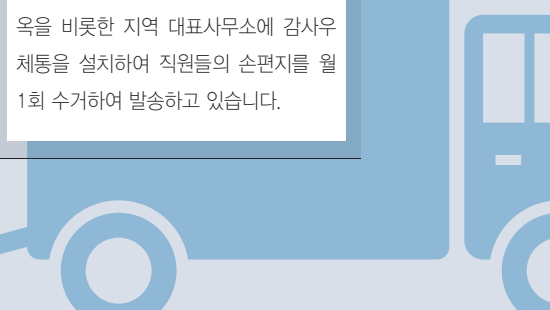 옥을 비롯한 지역 대표사무소에 감사우
체통을 설치하여 직원들의 손편지를 월
1회 수거하여 발송하고 있습니다.